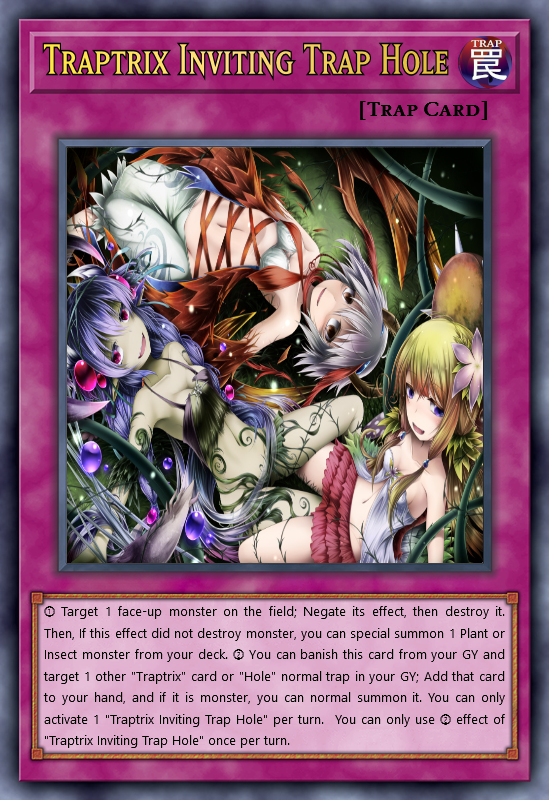 Traptrix Inviting Trap Hole
TRAP
罠
[Trap Card]
① Target 1 face-up monster on the field; Negate its effect, then destroy it.
Then, If this effect did not destroy monster, you can special summon 1 Plant or
Insect monster from your deck. ② You can banish this card from your GY and
target 1 other "Traptrix" card or "Hole" normal trap in your GY; Add that card
to your hand, and if it is monster, you can normal summon it. You can only
activate 1 "Traptrix Inviting Trap Hole" per turn. You can only use ② effect of
"Traptrix Inviting Trap Hole" once per turn.